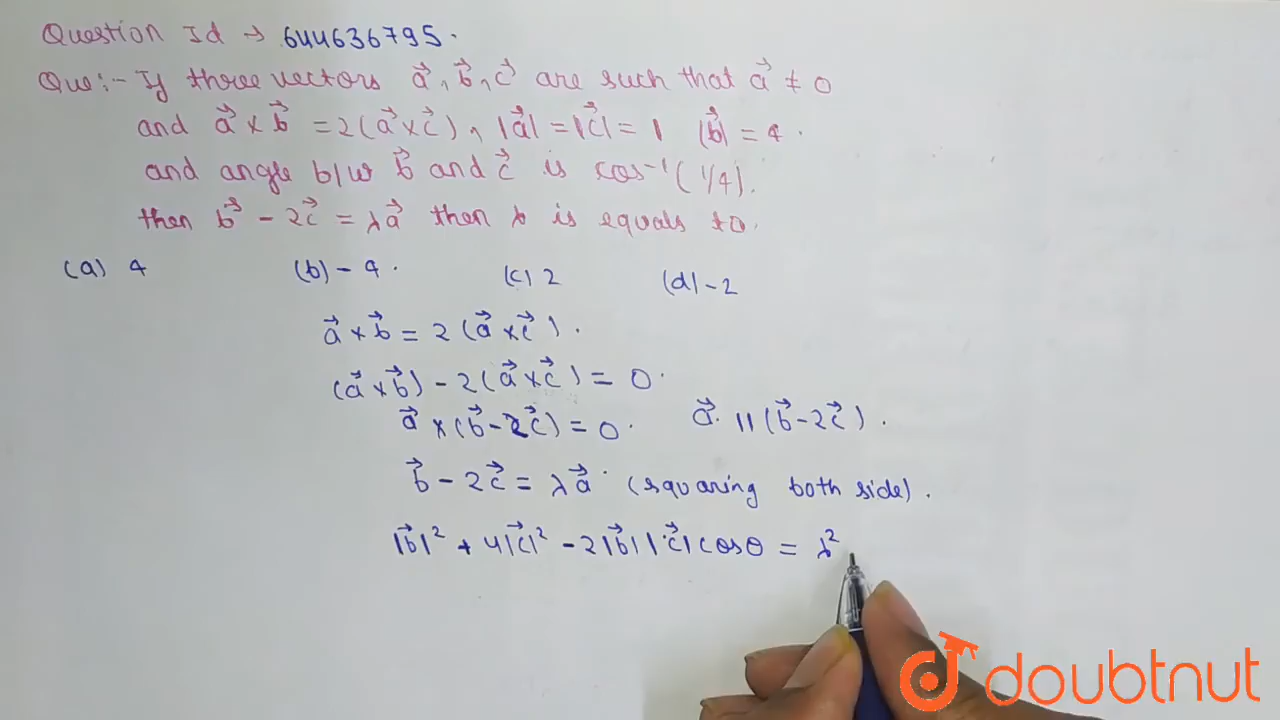 Question Id → 644636795.
Que:- If three vectors a⃗, b⃗, c⃗ are such that a⃗ ≠ 0
and a⃗ × b⃗ = 2(a⃗ × c⃗), |a⃗| = |c⃗| = 1 |b⃗| = 4.
and angle b/w b⃗ and c⃗ is cos⁻¹(1/4).
then b⃗ - 2c⃗ = λa⃗ then λ is equals to.
(a) 4 (b) - 4. (c) 2 (d) -2
a⃗ × b⃗ = 2(a⃗ × c⃗).
(a⃗ × b⃗) - 2(a⃗ × c⃗) = 0.
a⃗ × (b⃗ - 2c⃗) = 0. a⃗. || (b⃗ - 2c⃗).
b⃗ - 2c⃗ = λa⃗. (squaring both side).
|b⃗|² + 4|c⃗|² - 2|b⃗||c⃗|cosθ = λ²
doubtnut